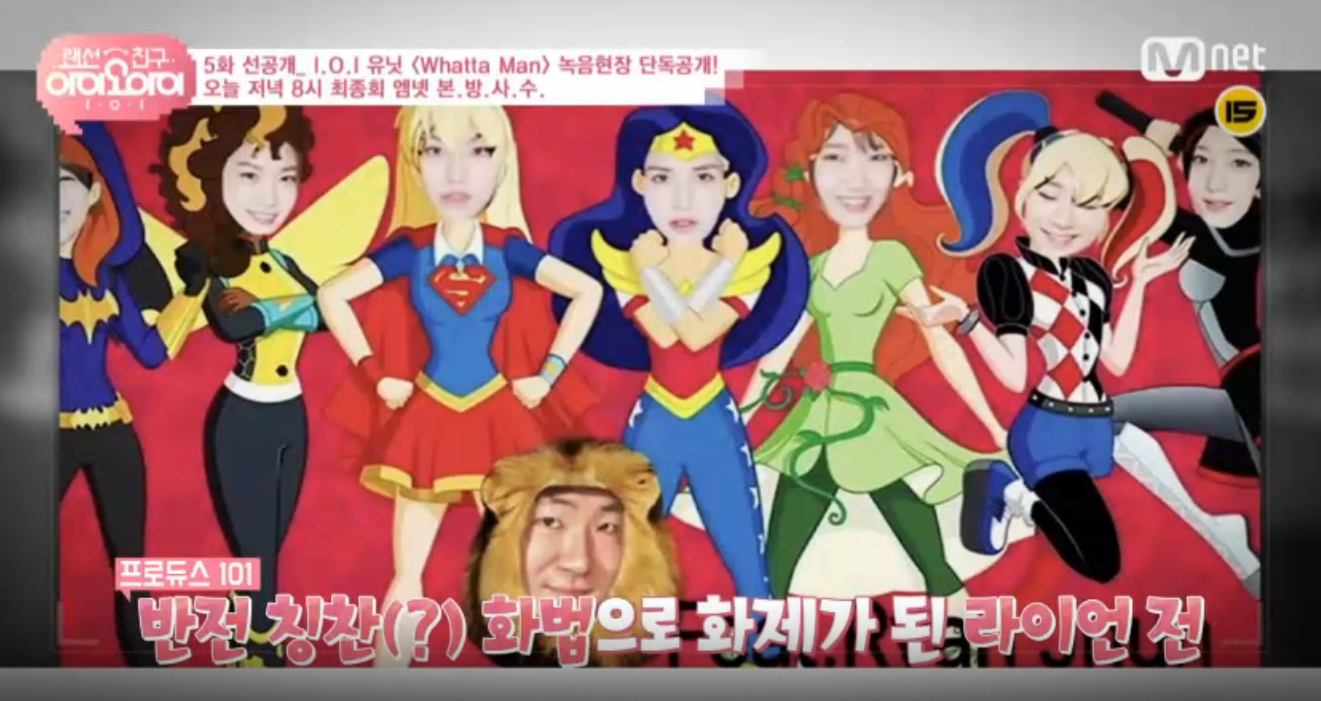 랜선 친구
아이오아이
I·O·I
5화 선공개_ I.O.I 유닛 <Whatta Man> 녹음현장 단독공개!
오늘 저녁 8시 최종회 엠넷 본.방.사.수.
Mnet
15
프로듀스 101
반전 칭찬(?) 화법으로 화제가 된 라이언 전